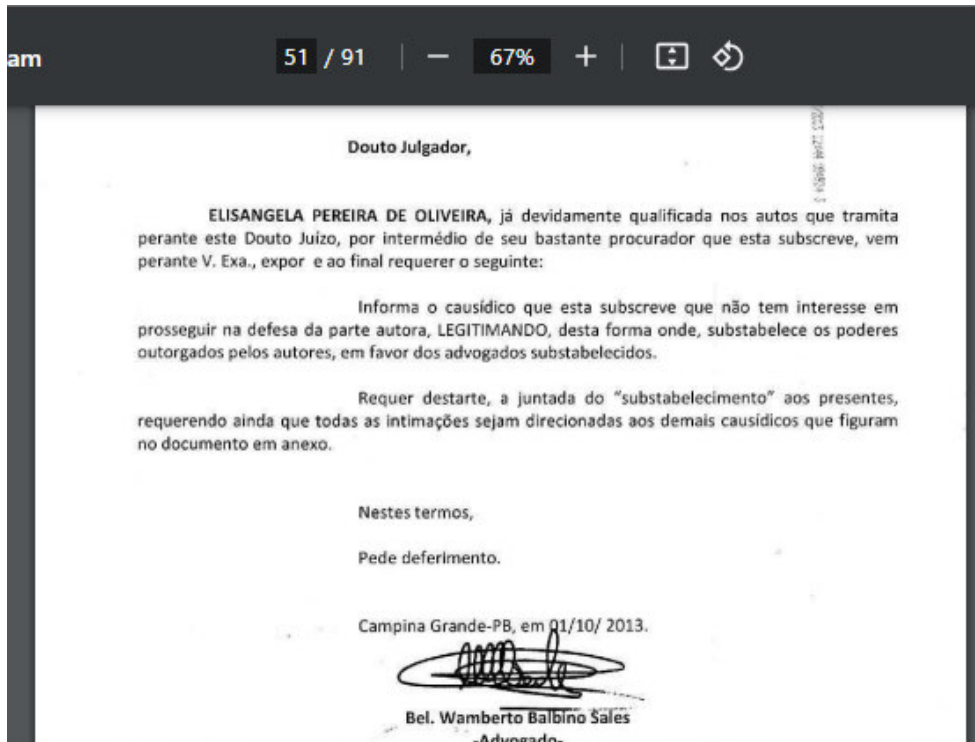 am
51 / 91
67%
Douto Julgador,
ELISANGELA PEREIRA DE OLIVEIRA, já devidamente qualificada nos autos que tramita
perante este Douto Juízo, por intermédio de seu bastante procurador que esta subscreve, vem
perante V. Exa., expor e ao final requerer o seguinte:
Informa o causídico que esta subscreve que não tem interesse em
prosseguir na defesa da parte autora, LEGITIMANDO, desta forma onde, substabelece os poderes
outorgados pelos autores, em favor dos advogados substabelecidos.
Requer destarte, a juntada do “substabelecimento” aos presentes,
requerendo ainda que todas as intimações sejam direcionadas aos demais causídicos que figuram
no documento em anexo.
Nestes termos,
Pede deferimento.
Campina Grande-PB, em 01/10/ 2013.
Bel. Wamberto Balbino Sales
-Advogado-